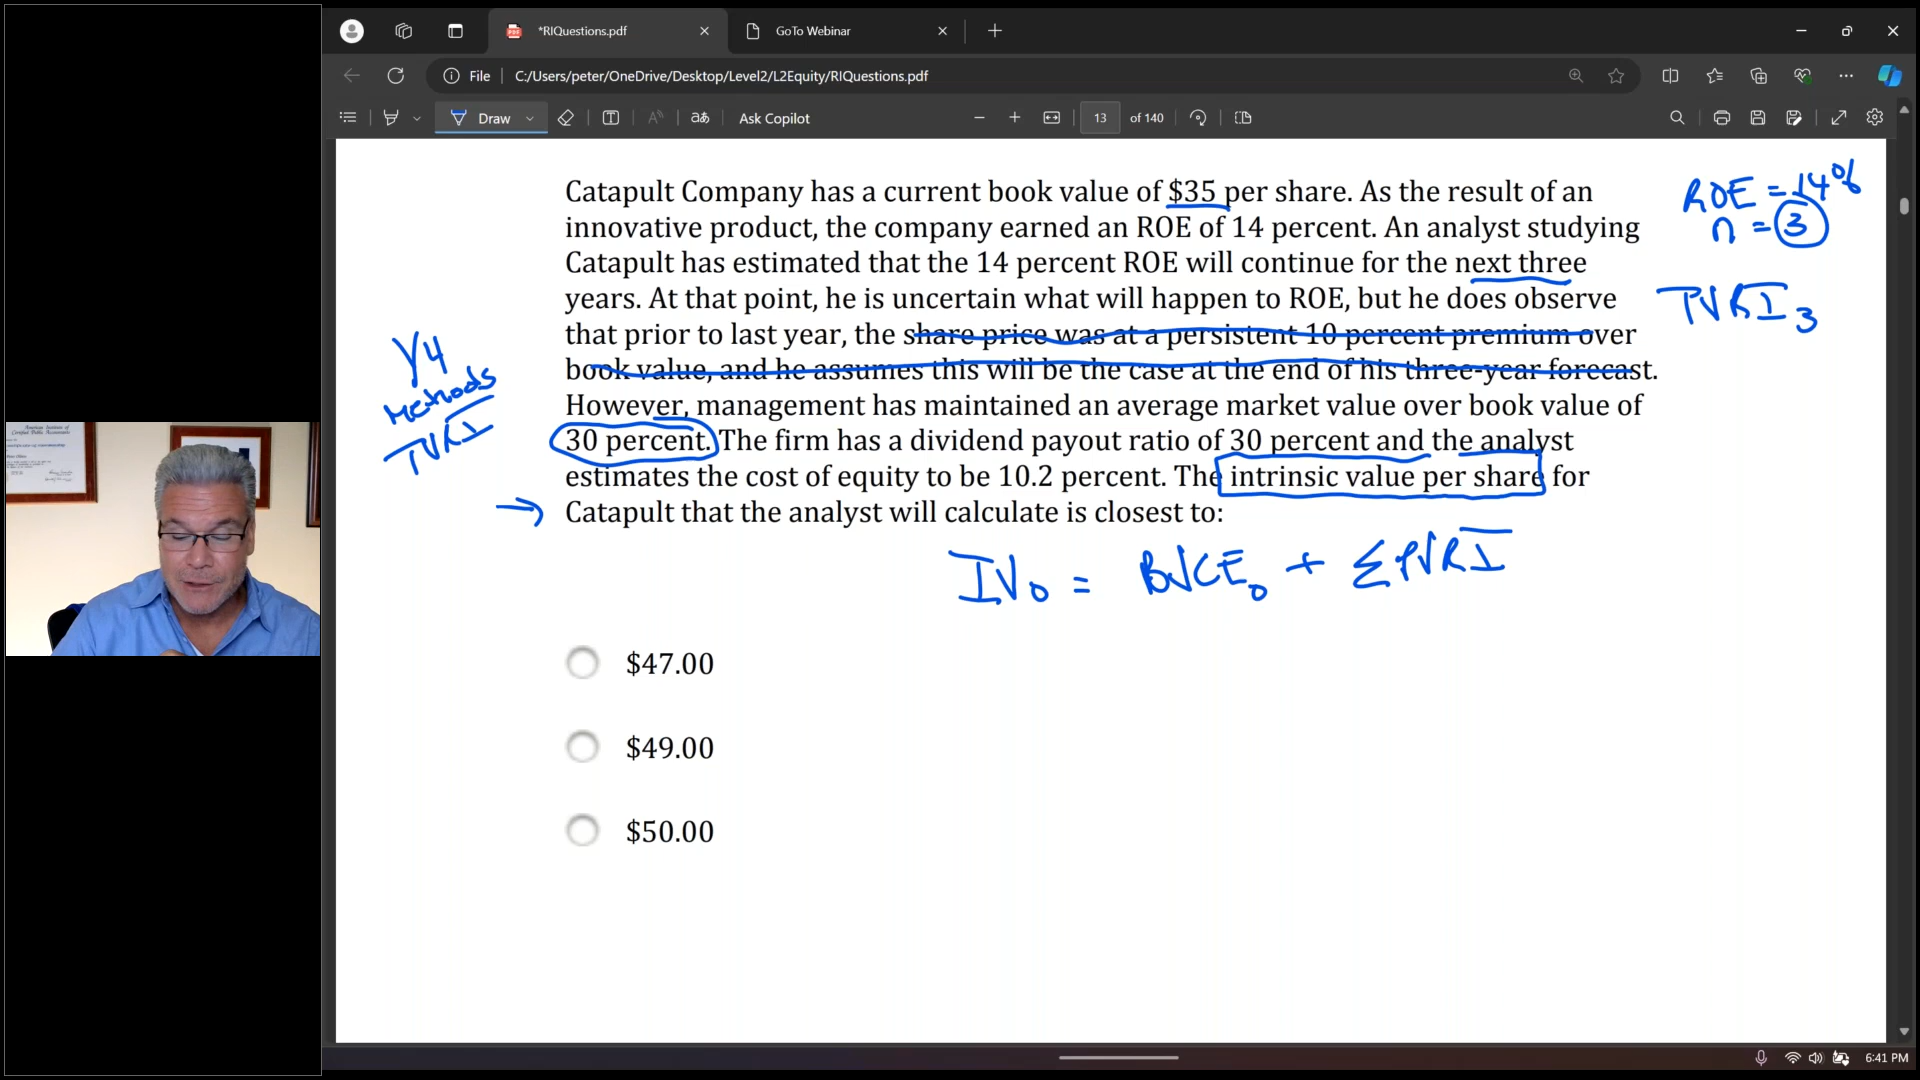 *RIQuestions.pdf
GoTo Webinar
File
C:/Users/peter/OneDrive/Desktop/Level2/L2Equity/RIQuestions.pdf
Draw
aあ
Ask Copilot
13 of 140
Catapult Company has a current book value of $35 per share. As the result of an
innovative product, the company earned an ROE of 14 percent. An analyst studying
Catapult has estimated that the 14 percent ROE will continue for the next three
years. At that point, he is uncertain what will happen to ROE, but he does observe
that prior to last year, the share price was at a persistent 10 percent premium over
book value, and he assumes this will be the case at the end of his three-year forecast.
However, management has maintained an average market value over book value of
30 percent. The firm has a dividend payout ratio of 30 percent and the analyst
estimates the cost of equity to be 10.2 percent. The intrinsic value per share for
Catapult that the analyst will calculate is closest to:
ROE = 14%
n = 3
TVRI3
Methods
TVRI
IV0 = BVCE0 + ΣPVRI
$47.00
$49.00
$50.00
6:41 PM